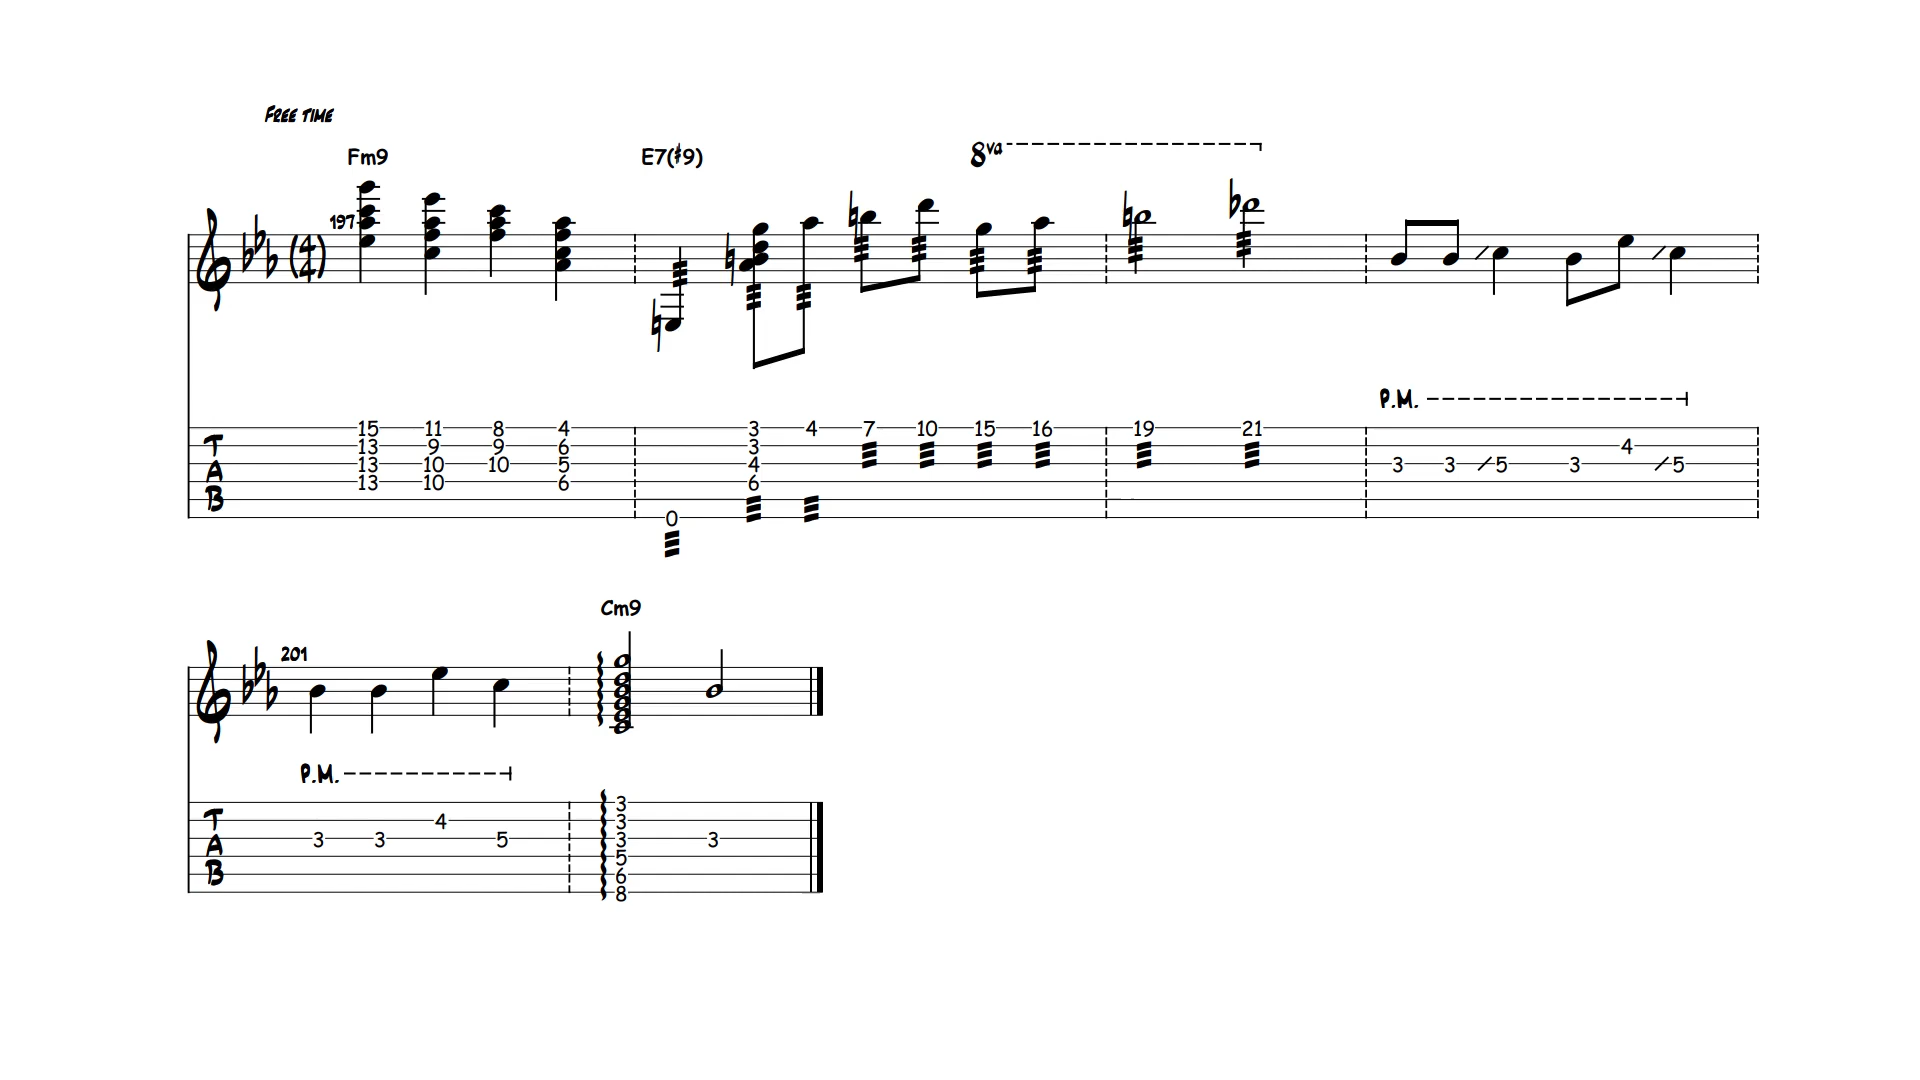 Free time
Fm9 E7(♯9) 8va
197
(4/4)
P.M.
15 11 8 4 3 4 7 10 15 16 19 21
T 13 9 9 6 3 4
A 13 10 10 5 4 3 3 5 3 5
13 10 6 6
B
0
Cm9
201
P.M.
3
T 4 3
A 3 3 5 3 3
5
B 6
8